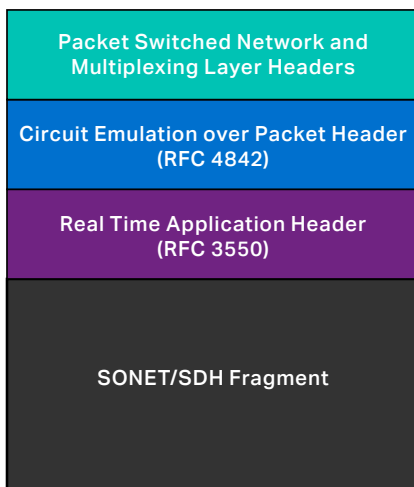 Packet Switched Network and
Multiplexing Layer Headers
Circuit Emulation over Packet Header
(RFC 4842)
Real Time Application Header
(RFC 3550)
SONET/SDH Fragment